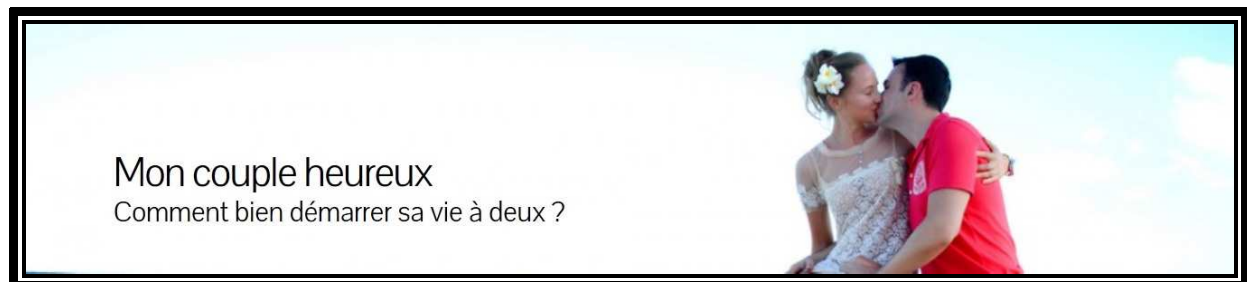 Mon couple heureux
Comment bien démarrer sa vie à deux ?